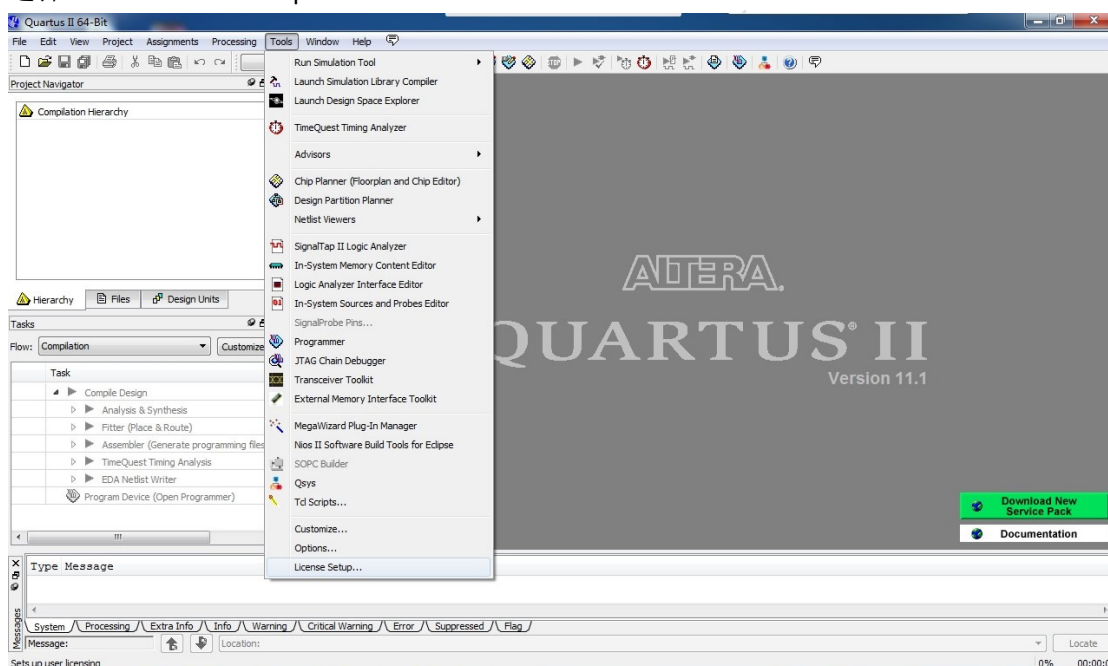 Quartus II 64-Bit
File Edit View Project Assignments Processing Tools Window Help
Project Navigator
Compilation Hierarchy
Hierarchy Files Design Units
Tasks
Flow: Compilation Customize
Task
Compile Design
Analysis & Synthesis
Fitter (Place & Route)
Assembler (Generate programming files
TimeQuest Timing Analysis
EDA Netlist Writer
Program Device (Open Programmer)
Run Simulation Tool
Launch Simulation Library Compiler
Launch Design Space Explorer
TimeQuest Timing Analyzer
Advisors
Chip Planner (Floorplan and Chip Editor)
Design Partition Planner
Netlist Viewers
SignalTap II Logic Analyzer
In-System Memory Content Editor
Logic Analyzer Interface Editor
In-System Sources and Probes Editor
SignalProbe Pins...
Programmer
JTAG Chain Debugger
Transceiver Toolkit
External Memory Interface Toolkit
MegaWizard Plug-In Manager
Nios II Software Build Tools for Eclipse
SOPC Builder
Qsys
Tcl Scripts...
Customize...
Options...
License Setup...
ALTERA.
QUARTUS® II
Version 11.1
Download New
Service Pack
Documentation
Type Message
Messages
System Processing Extra Info Info Warning Critical Warning Error Suppressed Flag
Message: Location: Locate
Sets up user licensing 0% 00:00:0